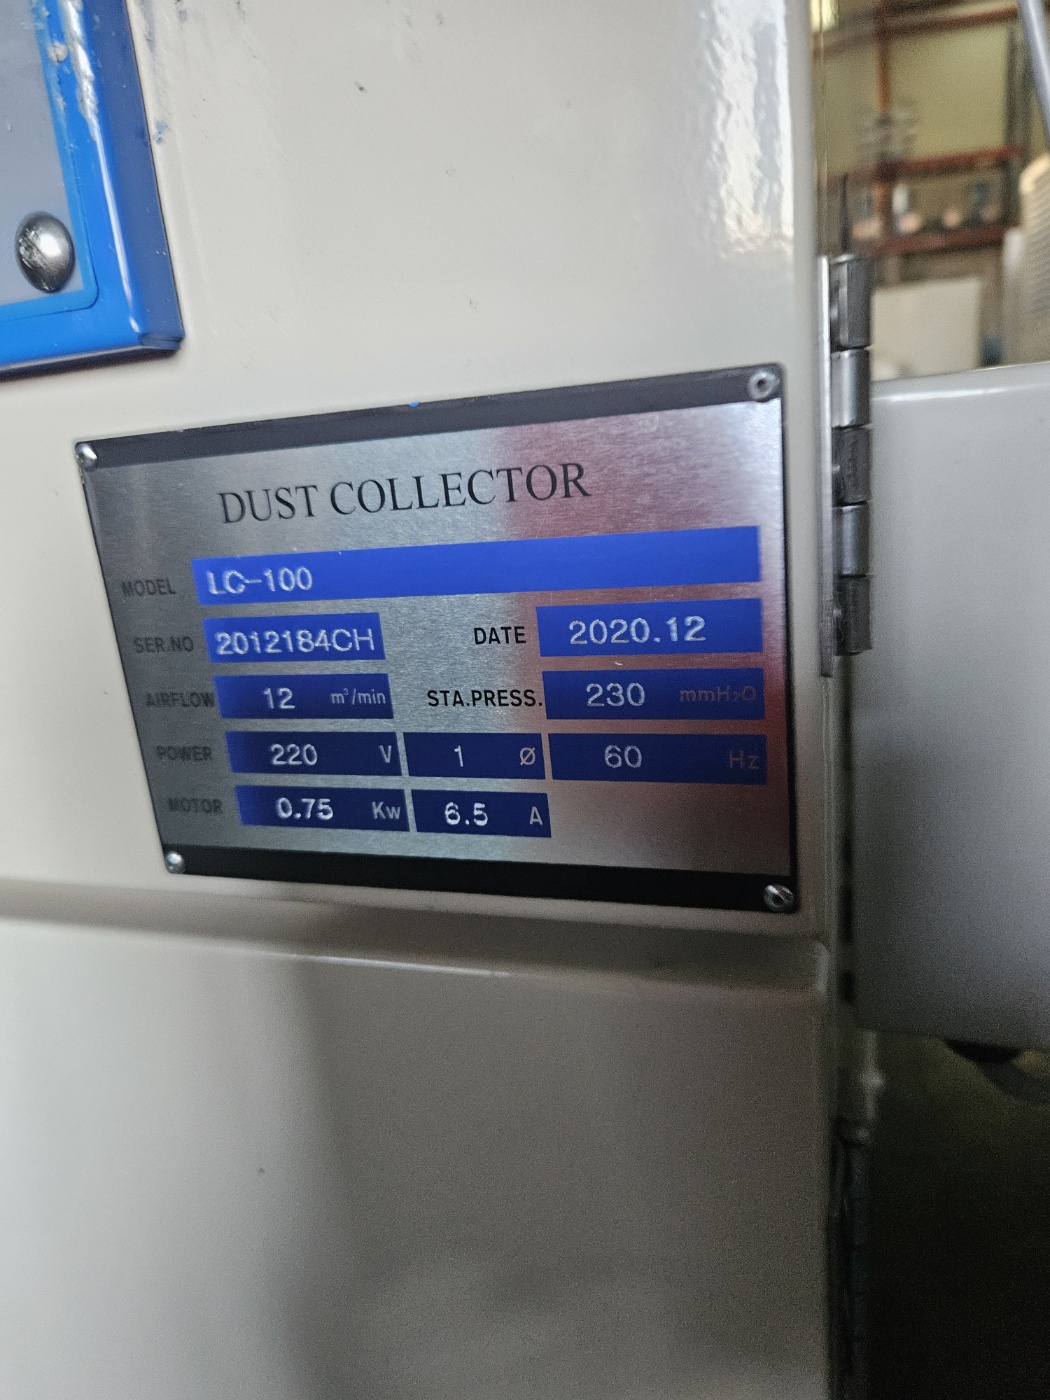 DUST COLLECTOR
MODEL LC-100
SER.NO 2012184CH DATE 2020.12
AIRFLOW 12 m³/min STA.PRESS. 230 mmH₂O
POWER 220 V 1 Ø 60 Hz
MOTOR 0.75 Kw 6.5 A